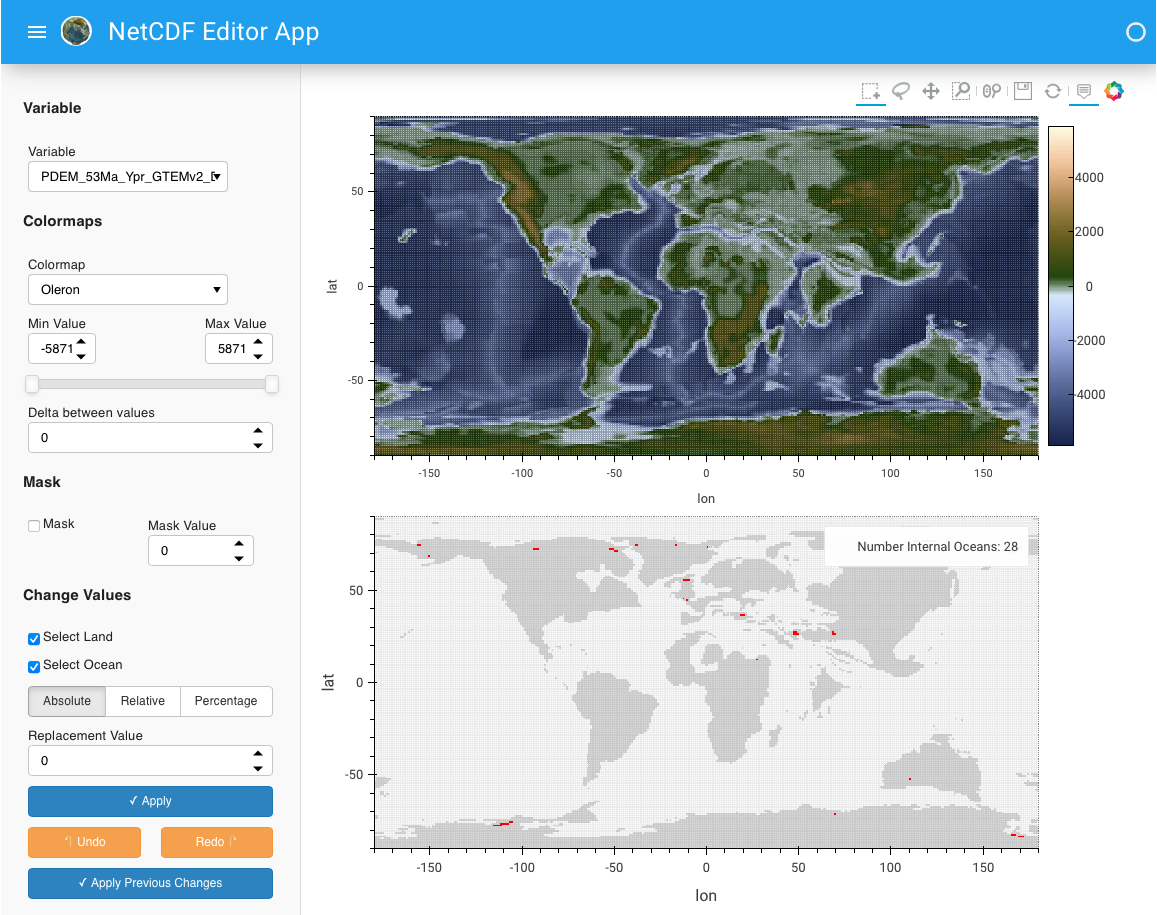 NetCDF Editor App
Variable
Variable
PDEM_53Ma_Ypr_GTEMv2_
Colormaps
Colormap
Oleron
Min Value Max Value
-5871 5871
Delta between values
0
Mask
Mask Mask Value
0
Change Values
Select Land
Select Ocean
Absolute Relative Percentage
Replacement Value
0
✓ Apply
Undo Redo
✓ Apply Previous Changes
lat
50
0
-50
-150 -100 -50 0 50 100 150
lon
4000
2000
0
2000
4000
Number Internal Oceans: 28
lat
50
0
-50
-150 -100 -50 0 50 100 150
lon